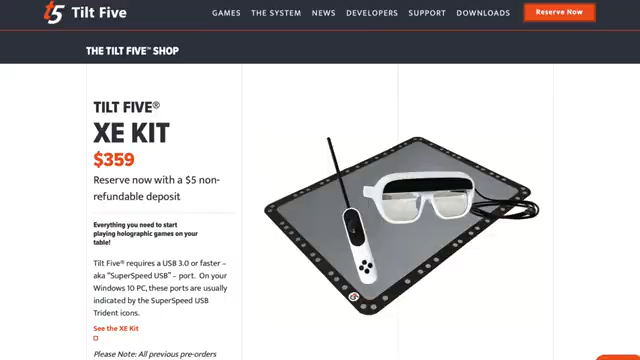 t5 Tilt Five
GAMES THE SYSTEM NEWS DEVELOPERS SUPPORT DOWNLOADS Reserve Now
THE TILT FIVE™ SHOP
TILT FIVE®
XE KIT
$359
Reserve now with a $5 non-
refundable deposit
Everything you need to start
playing holographic games on your
table!
Tilt Five® requires a USB 3.0 or faster –
aka "SuperSpeed USB" – port. On your
Windows 10 PC, these ports are usually
indicated by the SuperSpeed USB
Trident icons.
See the XE Kit
Please Note: All previous pre-orders